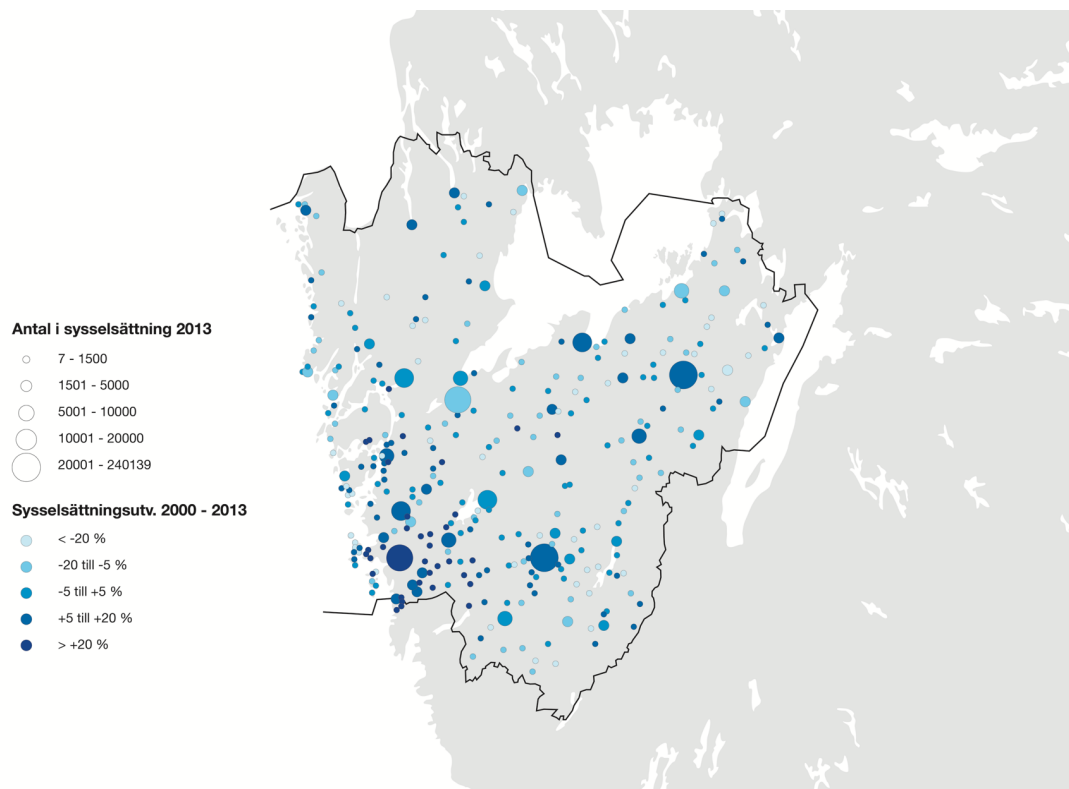 Antal i sysselsättning 2013
7 - 1500
1501 - 5000
5001 - 10000
10001 - 20000
20001 - 240139
Sysselsättningsutv. 2000 - 2013
< -20 %
-20 till -5 %
-5 till +5 %
+5 till +20 %
> +20 %